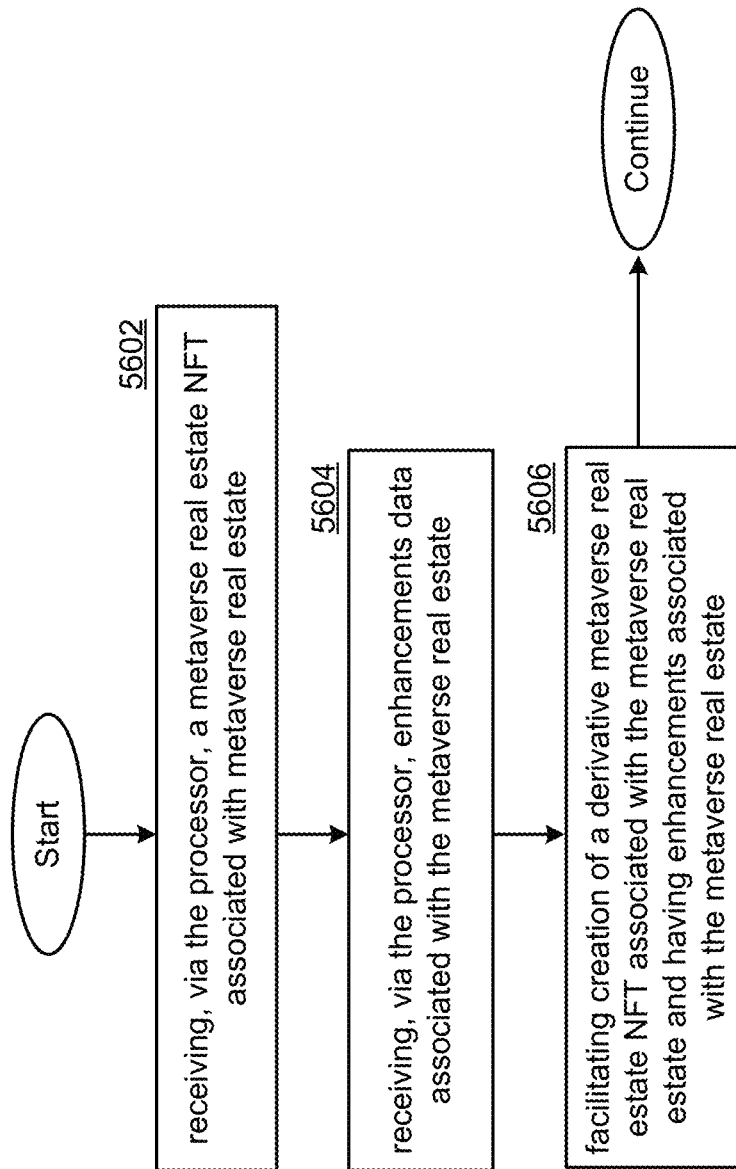 Start
5602
receiving, via the processor, a metaverse real estate NFT
associated with metaverse real estate
5604
receiving, via the processor, enhancements data
associated with the metaverse real estate
5606
facilitating creation of a derivative metaverse real
estate NFT associated with the metaverse real
estate and having enhancements associated
with the metaverse real estate
Continue